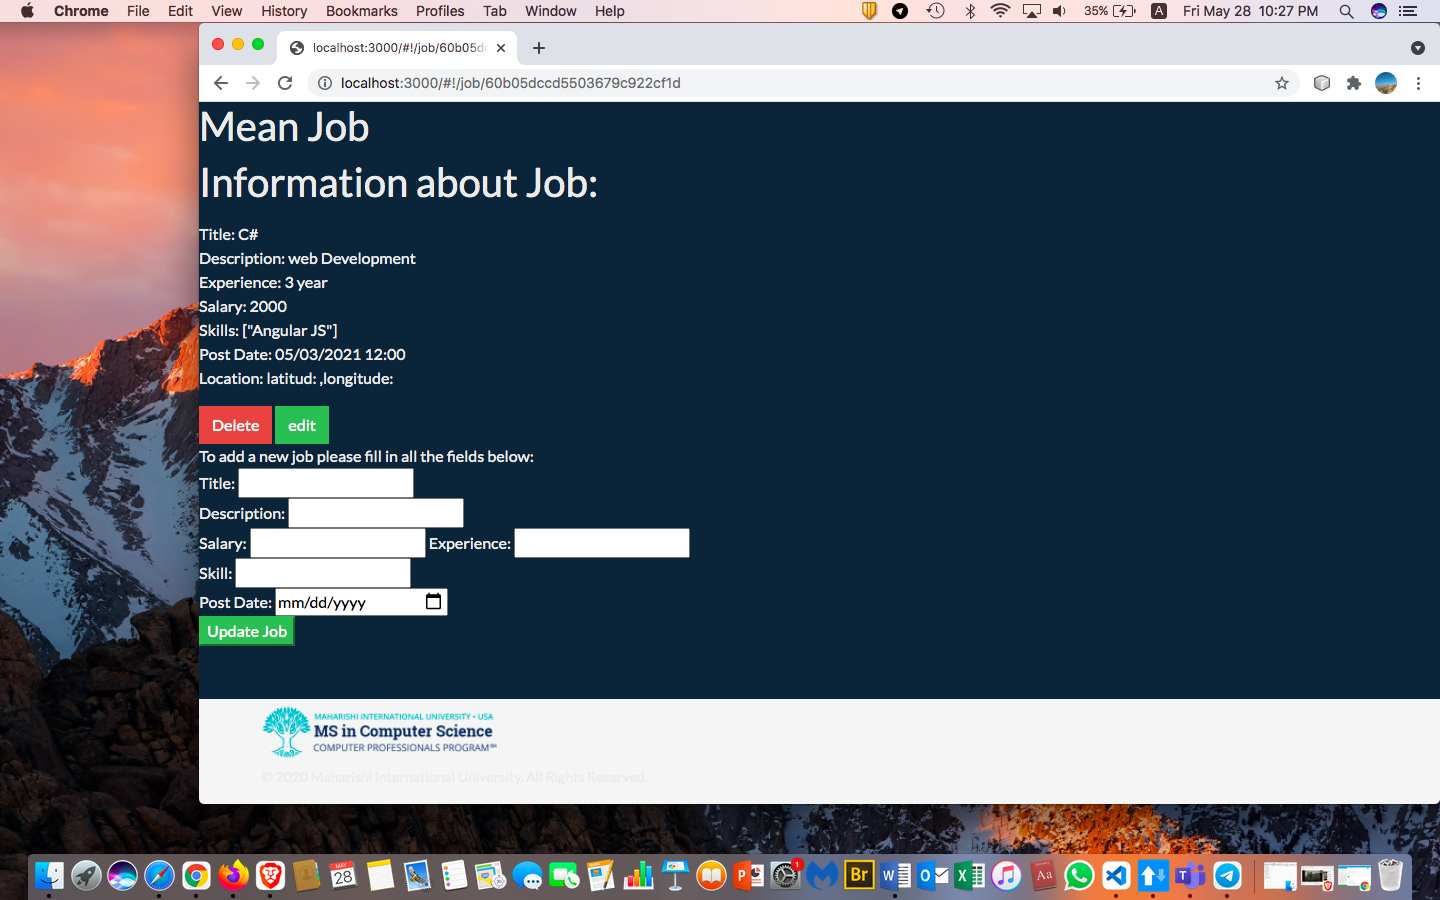 Chrome File Edit View History Bookmarks Profiles Tab Window Help 35% A Fri May 28 10:27 PM
localhost:3000/#!/job/60b05d
localhost:3000/#!/job/60b05dccd5503679c922cf1d
Mean Job
Information about Job:
Title: C#
Description: web Development
Experience: 3 year
Salary: 2000
Skills: ["Angular JS"]
Post Date: 05/03/2021 12:00
Location: latitud: ,longitude:
Delete edit
To add a new job please fill in all the fields below:
Title:
Description:
Salary: Experience:
Skill:
Post Date: mm/dd/yyyy
Update Job
MAHARISHI INTERNATIONAL UNIVERSITY • USA
MS in Computer Science
COMPUTER PROFESSIONALS PROGRAM℠
© 2020 Maharishi International University. All Rights Reserved.
MAY
28
P
1
Br
W
O
X
Aa
T